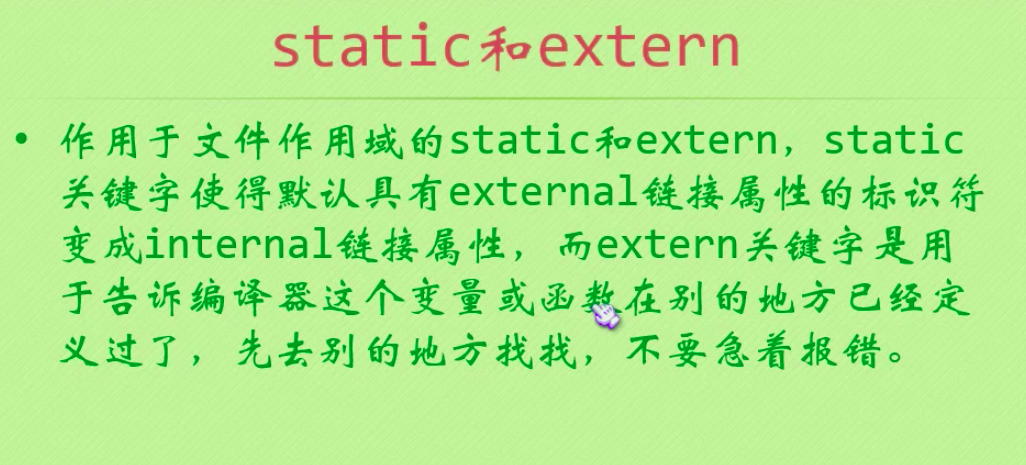 static和extern
• 作用于文件作用域的static和extern，static
关键字使得默认具有external链接属性的标识符
变成internal链接属性，而extern关键字是用
于告诉编译器这个变量或函数在别的地方已经定
义过了，先去别的地方找找，不要急着报错。